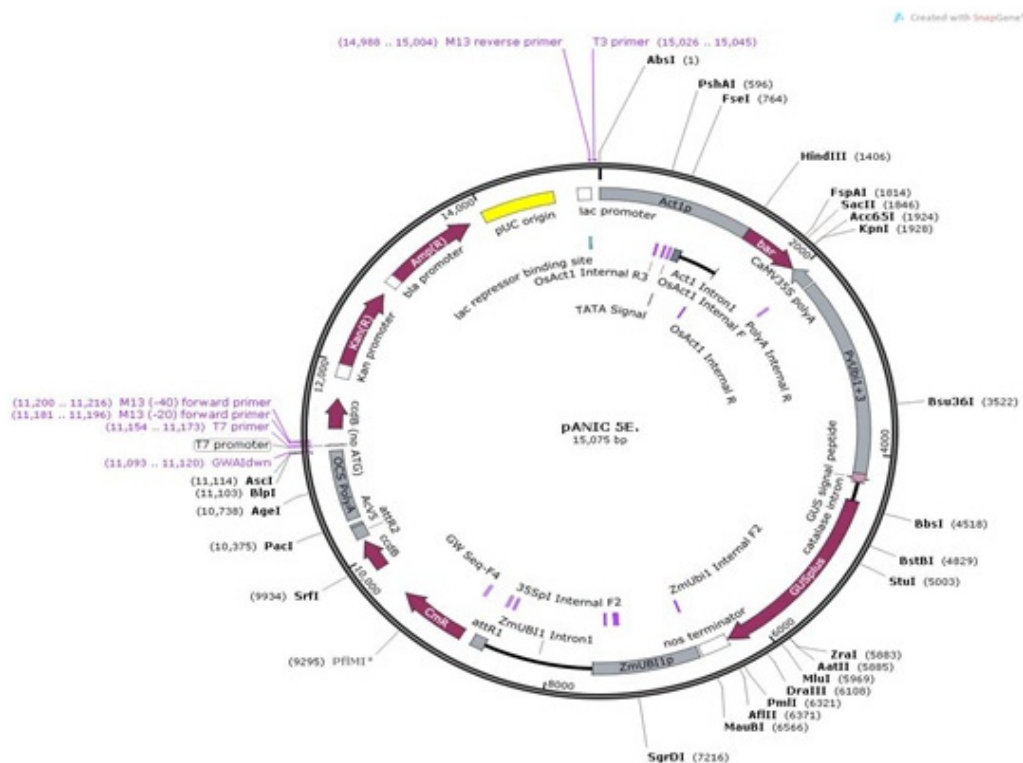 Created with SnapGene®
(14,988 .. 15,004) M13 reverse primer
T3 primer (15,026 .. 15,045)
AbsI (1)
PshAI (596)
FseI (764)
HindIII (1406)
FspAI (1814)
SacII (1846)
Acc65I (1924)
KpnI (1928)
Bsu36I (3522)
BbsI (4518)
BstBI (4829)
StuI (5003)
ZraI (5883)
AatII (5885)
MluI (5969)
DraIII (6108)
PmlI (6321)
AflII (6371)
MauBI (6566)
SgrDI (7216)
(9295) PflMI*
(9934) SrfI
(10,375) PacI
(10,738) AgeI
(11,103) BlpI
(11,114) AscI
(11,093 .. 11,120) GWAIdwn
T7 promoter
(11,154 .. 11,173) T7 primer
(11,181 .. 11,196) M13 (-20) forward primer
(11,200 .. 11,216) M13 (-40) forward primer
2000
4000
6000
8000
10,000
12,000
14,000
pUC origin
lac promoter
Act1p
bar
CaMV35S polyA
PvUbi1+3
GUS signal peptide
catalase intron
GUSplus
nos terminator
ZmUBI1p
ZmUBI1 Intron1
attR1
CmR
ccdB
attR2
AcV5
OCS PolyA
ccdB (no ATG)
Kan promoter
Kan(R)
bla promoter
Amp(R)
lac repressor binding site
OsAct1 Internal R3
TATA Signal
Act1 Intron1
OsAct1 Internal F
OsAct1 Internal R
PolyA Internal R
ZmUbi1 Internal F2
35SpI Internal F2
GW Seq-F4
pANIC 5E.
15,075 bp